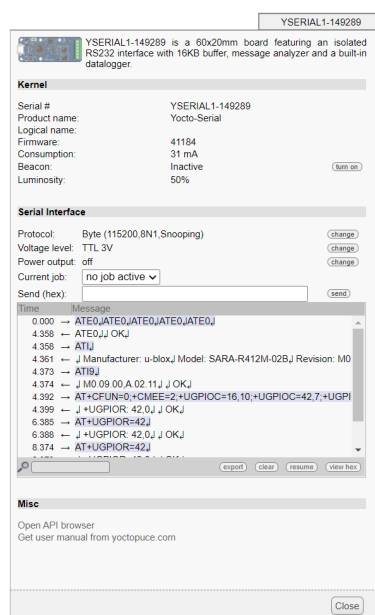 YSERIAL1-149289
YSERIAL1-149289 is a 60x20mm board featuring an isolated
RS232 interface with 16KB buffer, message analyzer and a built-in
datalogger.
Kernel
Serial # YSERIAL1-149289
Product name: Yocto-Serial
Logical name:
Firmware: 41184
Consumption: 31 mA
Beacon: Inactive turn on
Luminosity: 50%
Serial Interface
Protocol: Byte (115200,8N1,Snooping) change
Voltage level: TTL 3V change
Power output: off change
Current job: no job active
Send (hex): send
Time Message
0.000 → ATE0↲ATE0↲ATE0↲ATE0↲ATE0↲
4.358 ← ATE0↲↲ OK↲
4.358 → ATI↲
4.361 ← ↲ Manufacturer: u-blox↲ Model: SARA-R412M-02B↲ Revision: M0
4.373 → ATI9↲
4.374 ← ↲ M0.09.00,A.02.11↲ ↲ OK↲
4.392 → AT+CFUN=0;+CMEE=2;+UGPIOC=16,10;+UGPIOC=42,7;+UGPI
4.399 ← ↲ +UGPIOR: 42,0↲ ↲ OK↲
6.385 → AT+UGPIOR=42↲
6.388 ← ↲ +UGPIOR: 42,0↲ ↲ OK↲
8.374 → AT+UGPIOR=42↲
export clear resume view hex
Misc
Open API browser
Get user manual from yoctopuce.com
Close